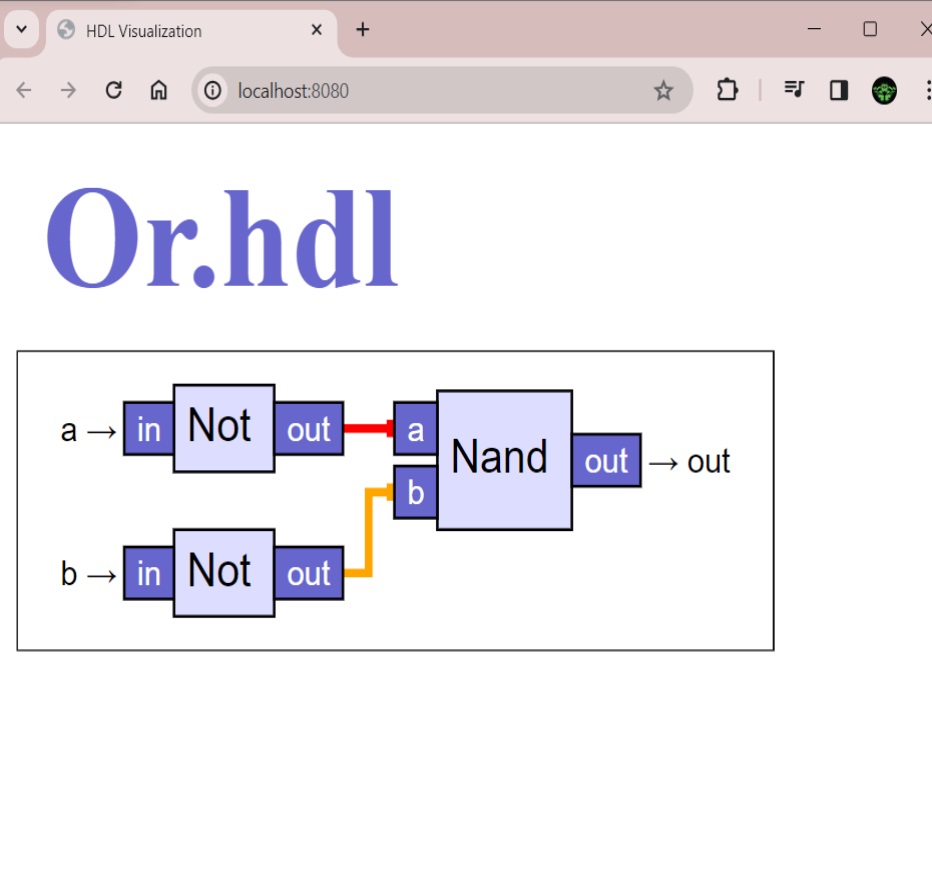 HDL Visualization
localhost:8080
Or.hdl
a → in Not out a Nand out → out
b
b → in Not out